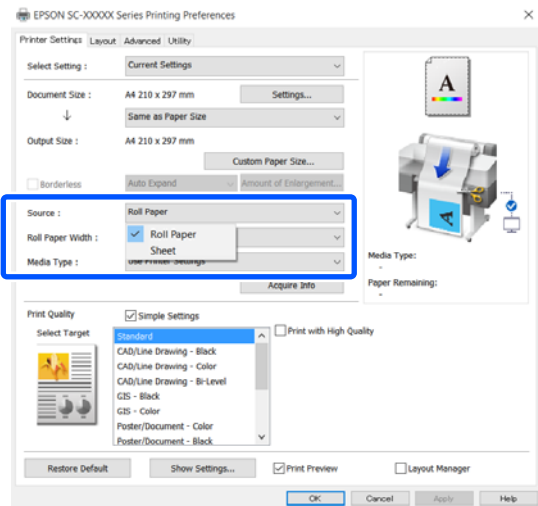 EPSON SC-XXXXX Series Printing Preferences
Printer Settings Layout Advanced Utility
Select Setting : Current Settings
Document Size : A4 210 x 297 mm Settings...
Same as Paper Size
Output Size : A4 210 x 297 mm
Custom Paper Size...
Borderless Auto Expand Amount of Enlargement...
Source : Roll Paper
Roll Paper Width : Roll Paper
Sheet
Media Type : Use Printer Settings
Acquire Info
A
Media Type:
-
Paper Remaining:
-
Print Quality Simple Settings
Select Target
Standard
CAD/Line Drawing - Black
CAD/Line Drawing - Color
CAD/Line Drawing - Bi-Level
GIS - Black
GIS - Color
Poster/Document - Color
Poster/Document - Black
Print with High Quality
Restore Default Show Settings... Print Preview Layout Manager
OK Cancel Apply Help